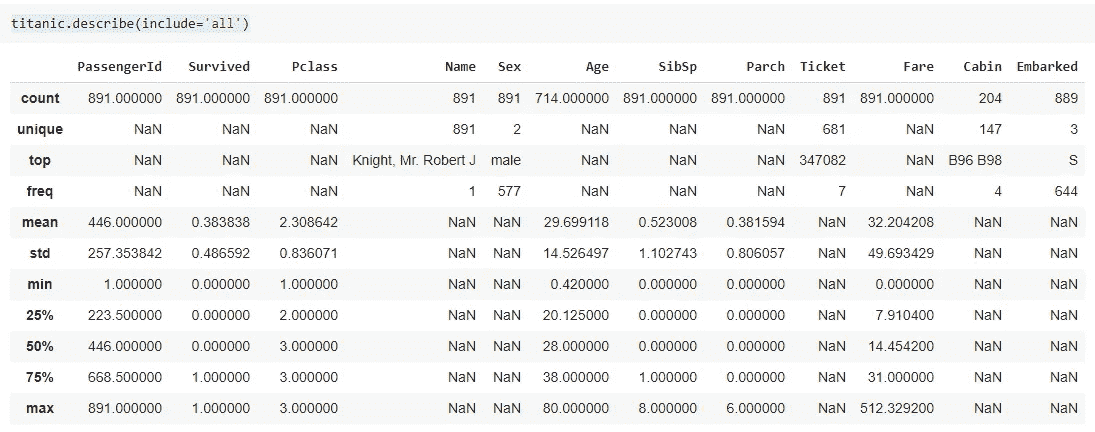 titanic.describe(include='all')
PassengerId Survived Pclass Name Sex Age SibSp Parch Ticket Fare Cabin Embarked
count 891.000000 891.000000 891.000000 891 891 714.000000 891.000000 891.000000 891 891.000000 204 889
unique NaN NaN NaN 891 2 NaN NaN NaN 681 NaN 147 3
top NaN NaN NaN Knight, Mr. Robert J male NaN NaN NaN 347082 NaN B96 B98 S
freq NaN NaN NaN 1 577 NaN NaN NaN 7 NaN 4 644
mean 446.000000 0.383838 2.308642 NaN NaN 29.699118 0.523008 0.381594 NaN 32.204208 NaN NaN
std 257.353842 0.486592 0.836071 NaN NaN 14.526497 1.102743 0.806057 NaN 49.693429 NaN NaN
min 1.000000 0.000000 1.000000 NaN NaN 0.420000 0.000000 0.000000 NaN 0.000000 NaN NaN
25% 223.500000 0.000000 2.000000 NaN NaN 20.125000 0.000000 0.000000 NaN 7.910400 NaN NaN
50% 446.000000 0.000000 3.000000 NaN NaN 28.000000 0.000000 0.000000 NaN 14.454200 NaN NaN
75% 668.500000 1.000000 3.000000 NaN NaN 38.000000 1.000000 0.000000 NaN 31.000000 NaN NaN
max 891.000000 1.000000 3.000000 NaN NaN 80.000000 8.000000 6.000000 NaN 512.329200 NaN NaN